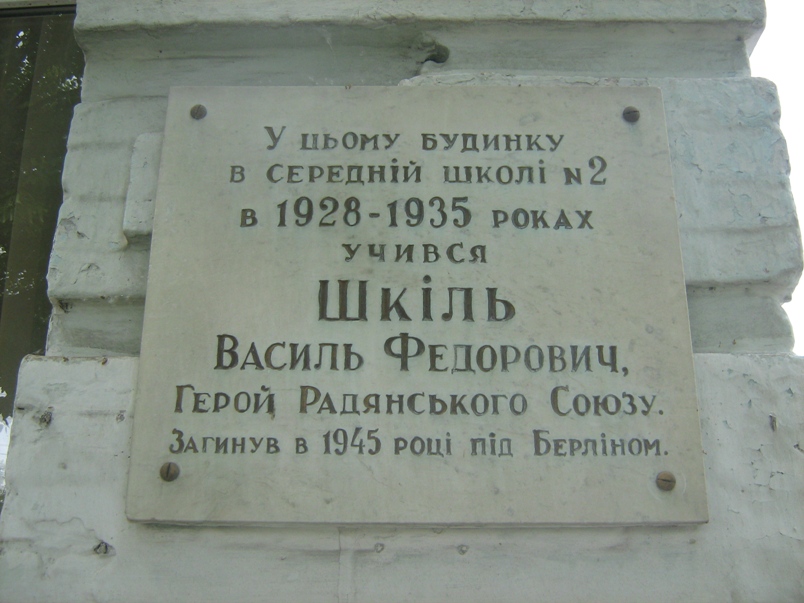 У цьому будинку
в середній школі №2
в 1928-1935 роках
учився
Шкіль
Василь Федорович,
Герой Радянського Союзу.
Загинув в 1945 році під Берліном.